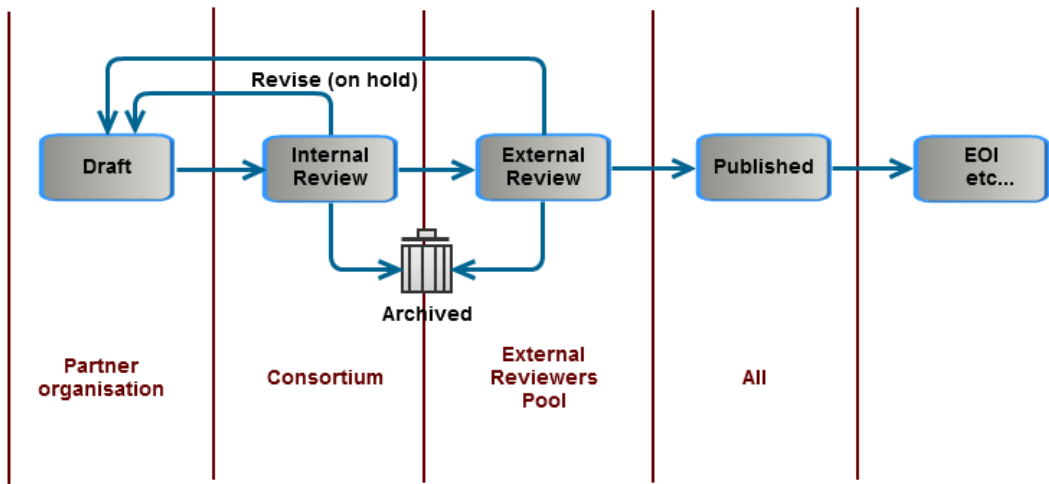 Revise (on hold)
Draft
Internal
Review
External
Review
Published
EOI
etc...
Archived
Partner
organisation
Consortium
External
Reviewers
Pool
All